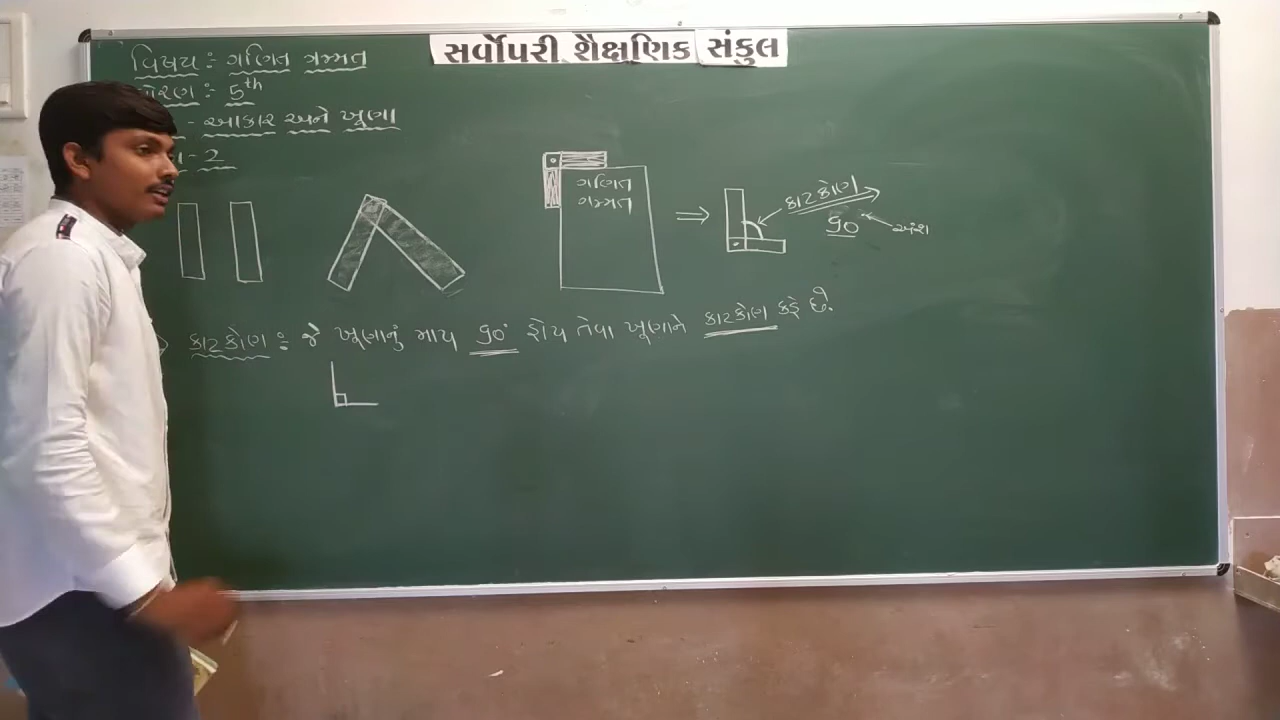 સર્વોપરી શૈક્ષણિક સંકુલ
વિષય : ગણિત ગમ્મત
ધોરણ : 5th
- આકાર અને ખૂણા
- 2
ગણિત
ગમ્મત
કાટકોણ
90
અંશ
કાટકોણ : જે ખૂણાનું માપ 90° હોય તેવા ખૂણાને કાટકોણ કહે છે.